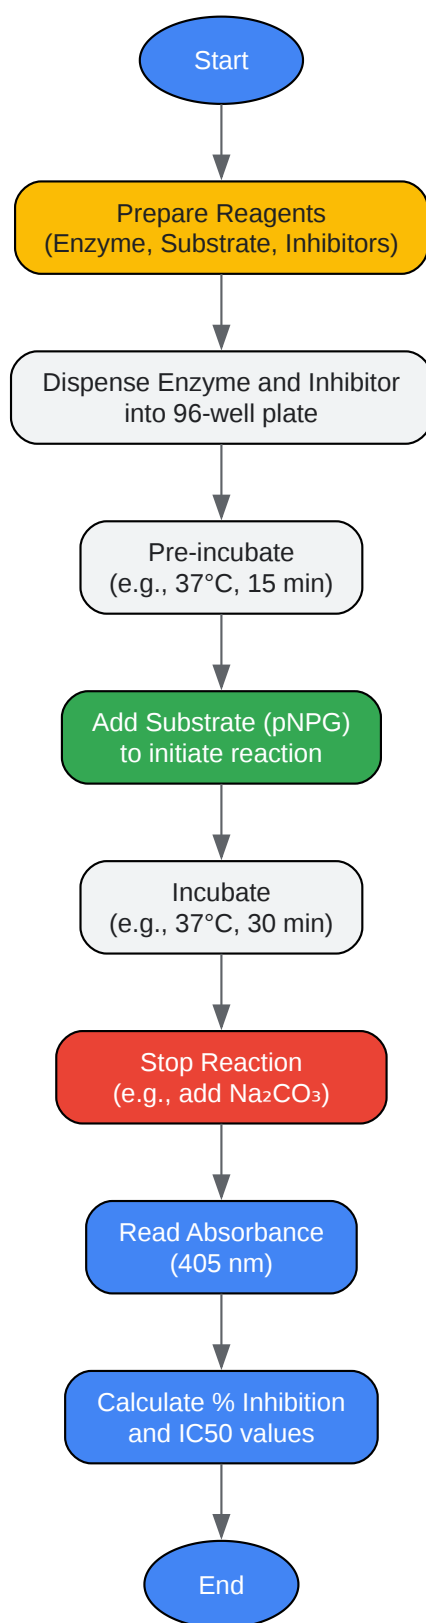 Start
Prepare Reagents
(Enzyme, Substrate, Inhibitors)
Dispense Enzyme and Inhibitor
into 96-well plate
Pre-incubate
(e.g., 37°C, 15 min)
Add Substrate (pNPG)
to initiate reaction
Incubate
(e.g., 37°C, 30 min)
Stop Reaction
(e.g., add Na₂CO₃)
Read Absorbance
(405 nm)
Calculate % Inhibition
and IC50 values
End